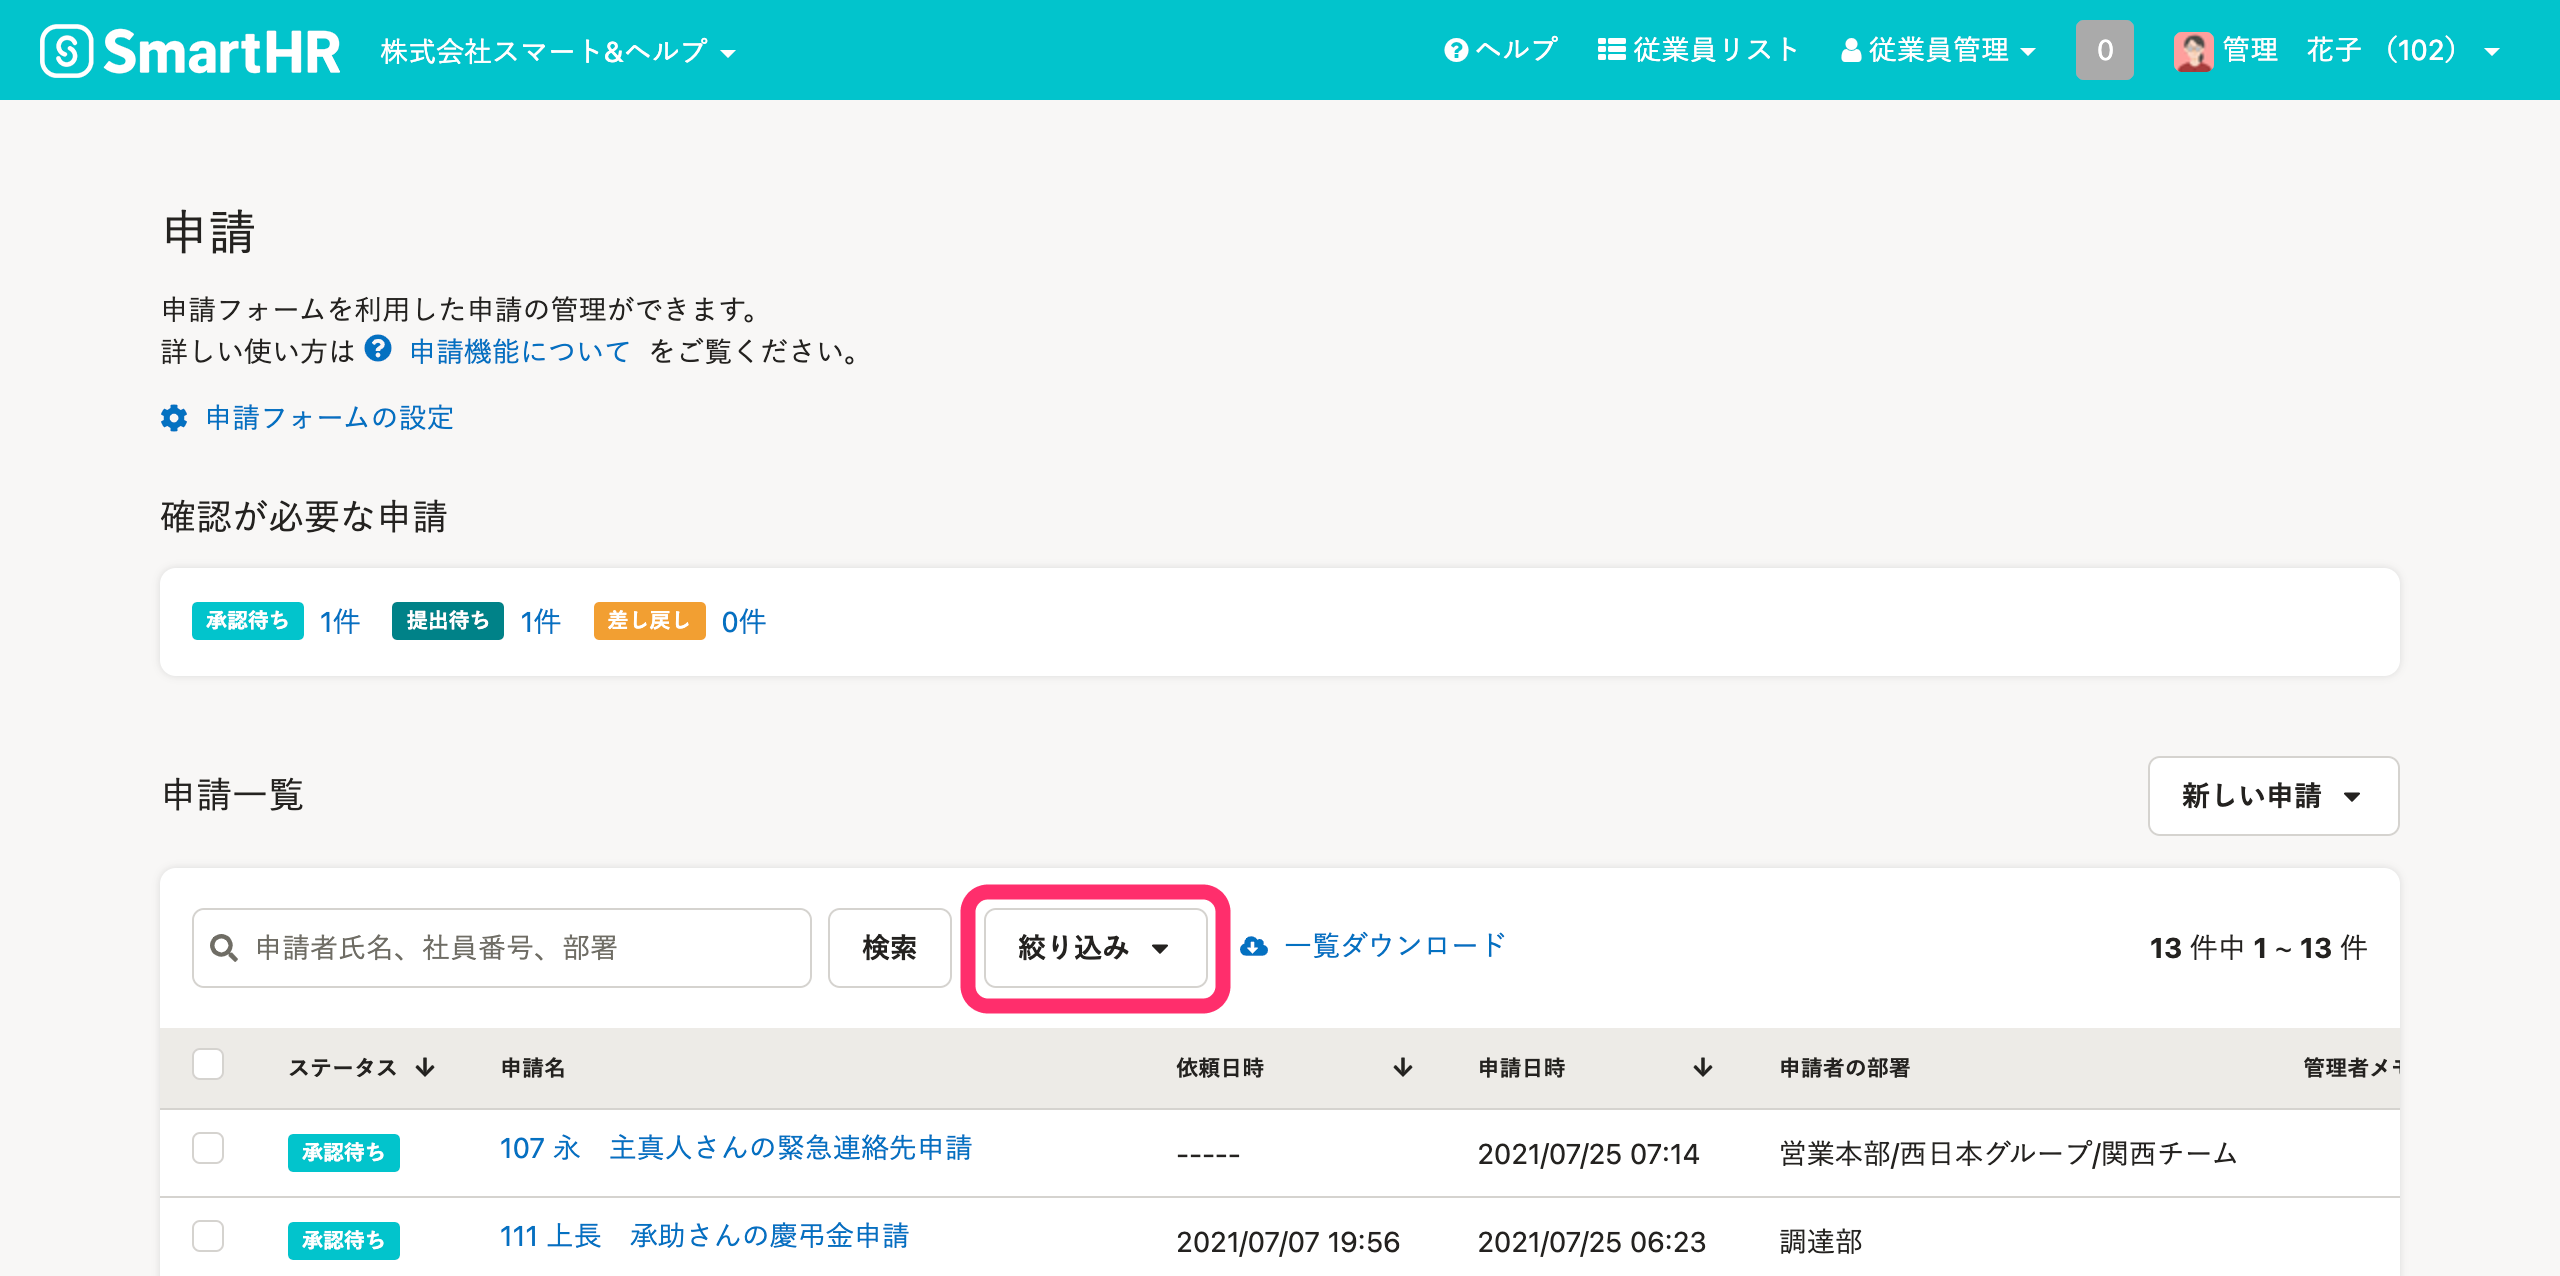 SmartHR 株式会社スマート&ヘルプ ヘルプ 従業員リスト 従業員管理 0 管理 花子 （102）
申請
申請フォームを利用した申請の管理ができます。
詳しい使い方は 申請機能について をご覧ください。
申請フォームの設定
確認が必要な申請
承認待ち 1件 提出待ち 1件 差し戻し 0件
申請一覧 新しい申請
申請者氏名、社員番号、部署 検索 絞り込み 一覧ダウンロード 13 件中 1 ~ 13 件
ステータス 申請名 依頼日時 申請日時 申請者の部署 管理者メモ
承認待ち 107 永 主真人さんの緊急連絡先申請 ----- 2021/07/25 07:14 営業本部/西日本グループ/関西チーム
承認待ち 111 上長 承助さんの慶弔金申請 2021/07/07 19:56 2021/07/25 06:23 調達部